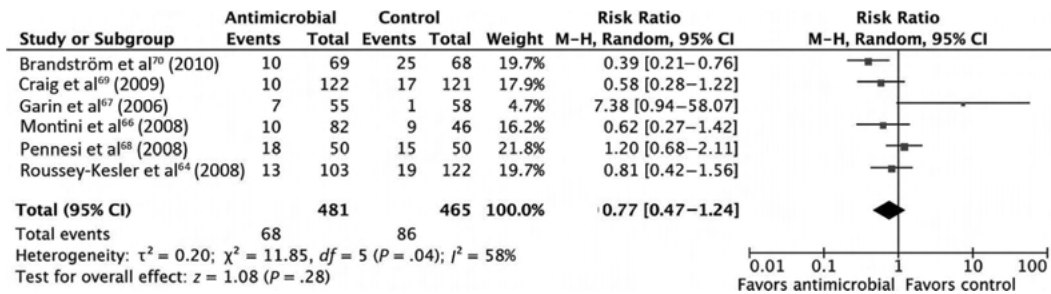 Antimicrobial Control Risk Ratio Risk Ratio
Study or Subgroup Events Total Events Total Weight M–H, Random, 95% CI M–H, Random, 95% CI
Brandström et al⁷⁰ (2010) 10 69 25 68 19.7% 0.39 [0.21–0.76]
Craig et al⁶⁹ (2009) 10 122 17 121 17.9% 0.58 [0.28–1.22]
Garin et al⁶⁷ (2006) 7 55 1 58 4.7% 7.38 [0.94–58.07]
Montini et al⁶⁶ (2008) 10 82 9 46 16.2% 0.62 [0.27–1.42]
Pennesi et al⁶⁸ (2008) 18 50 15 50 21.8% 1.20 [0.68–2.11]
Roussey-Kesler et al⁶⁴ (2008) 13 103 19 122 19.7% 0.81 [0.42–1.56]
Total (95% CI) 481 465 100.0% 0.77 [0.47–1.24]
Total events 68 86
Heterogeneity: τ² = 0.20; χ² = 11.85, df = 5 (P = .04); I² = 58%
Test for overall effect: z = 1.08 (P = .28)
0.01 0.1 1 10 100
Favors antimicrobial Favors control